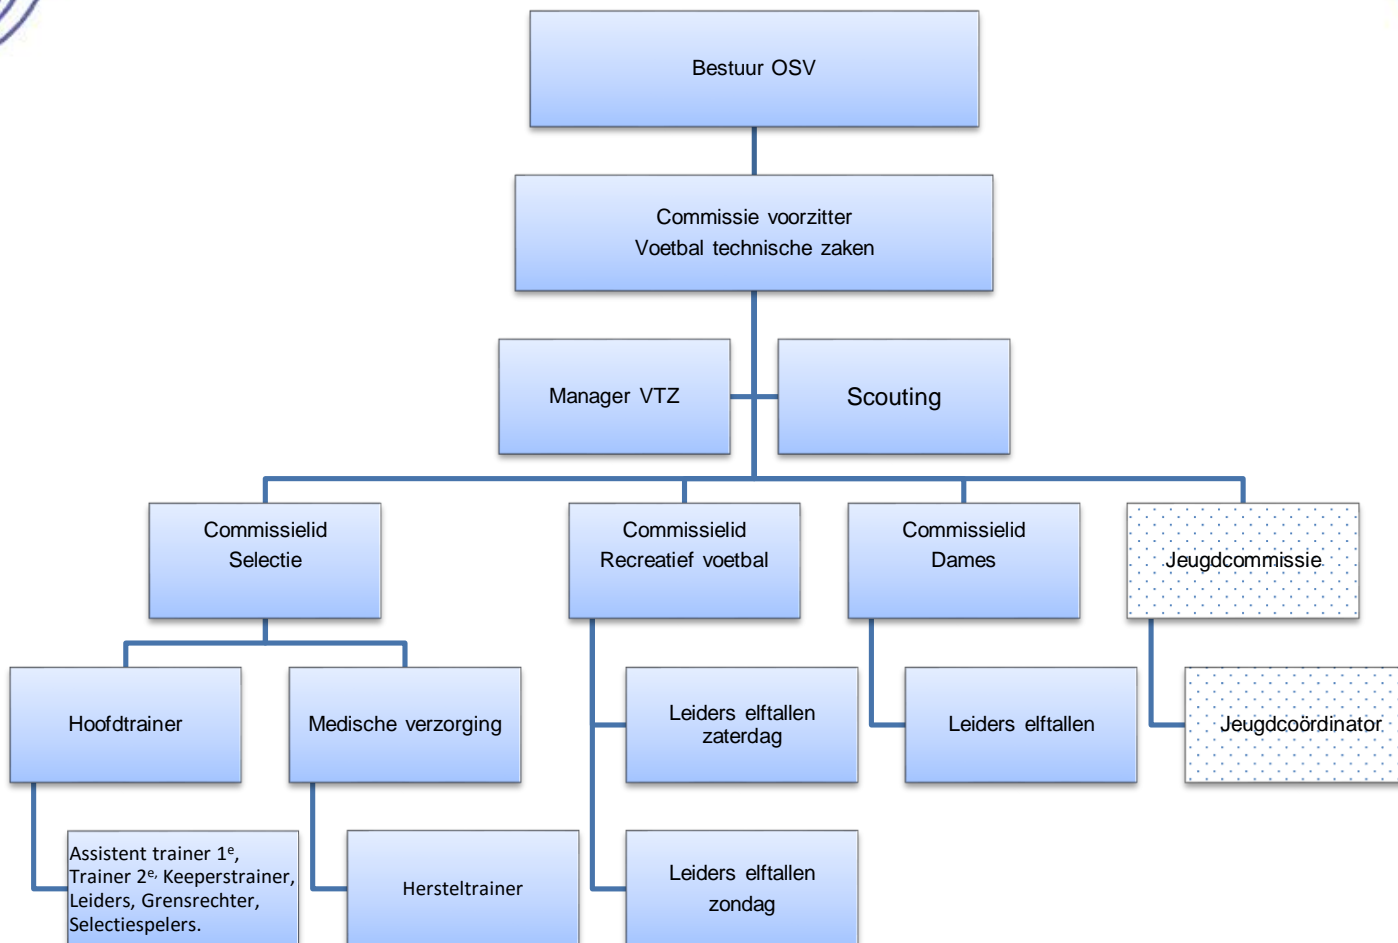 Bestuur OSV
Commissie voorzitter
Voetbal technische zaken
Manager VTZ
Scouting
Commissielid
Selectie
Commissielid
Recreatief voetbal
Commissielid
Dames
Jeugdcommissie
Hoofdtrainer
Medische verzorging
Leiders elftallen
zaterdag
Leiders elftallen
Jeugdcoördinator
Assistent trainer 1ᵉ,
Trainer 2ᵉ, Keeperstrainer,
Leiders, Grensrechter,
Selectiespelers.
Hersteltrainer
Leiders elftallen
zondag